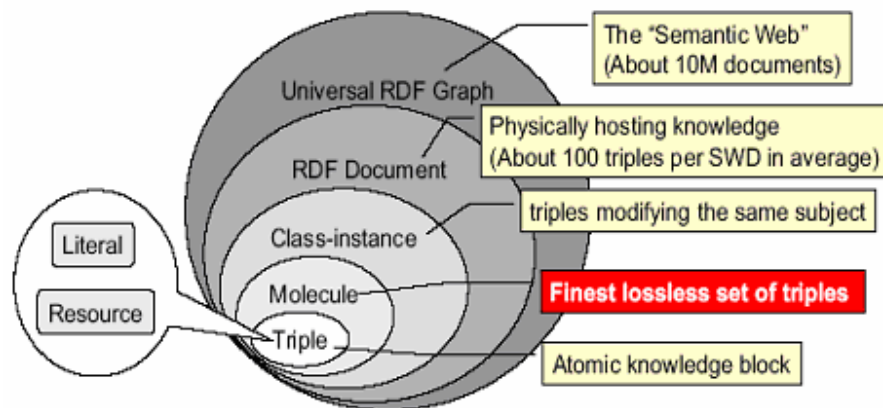 The "Semantic Web"
(About 10M documents)
Universal RDF Graph
Physically hosting knowledge
(About 100 triples per SWD in average)
RDF Document
triples modifying the same subject
Class-instance
Literal
Molecule
Finest lossless set of triples
Resource
Triple
Atomic knowledge block